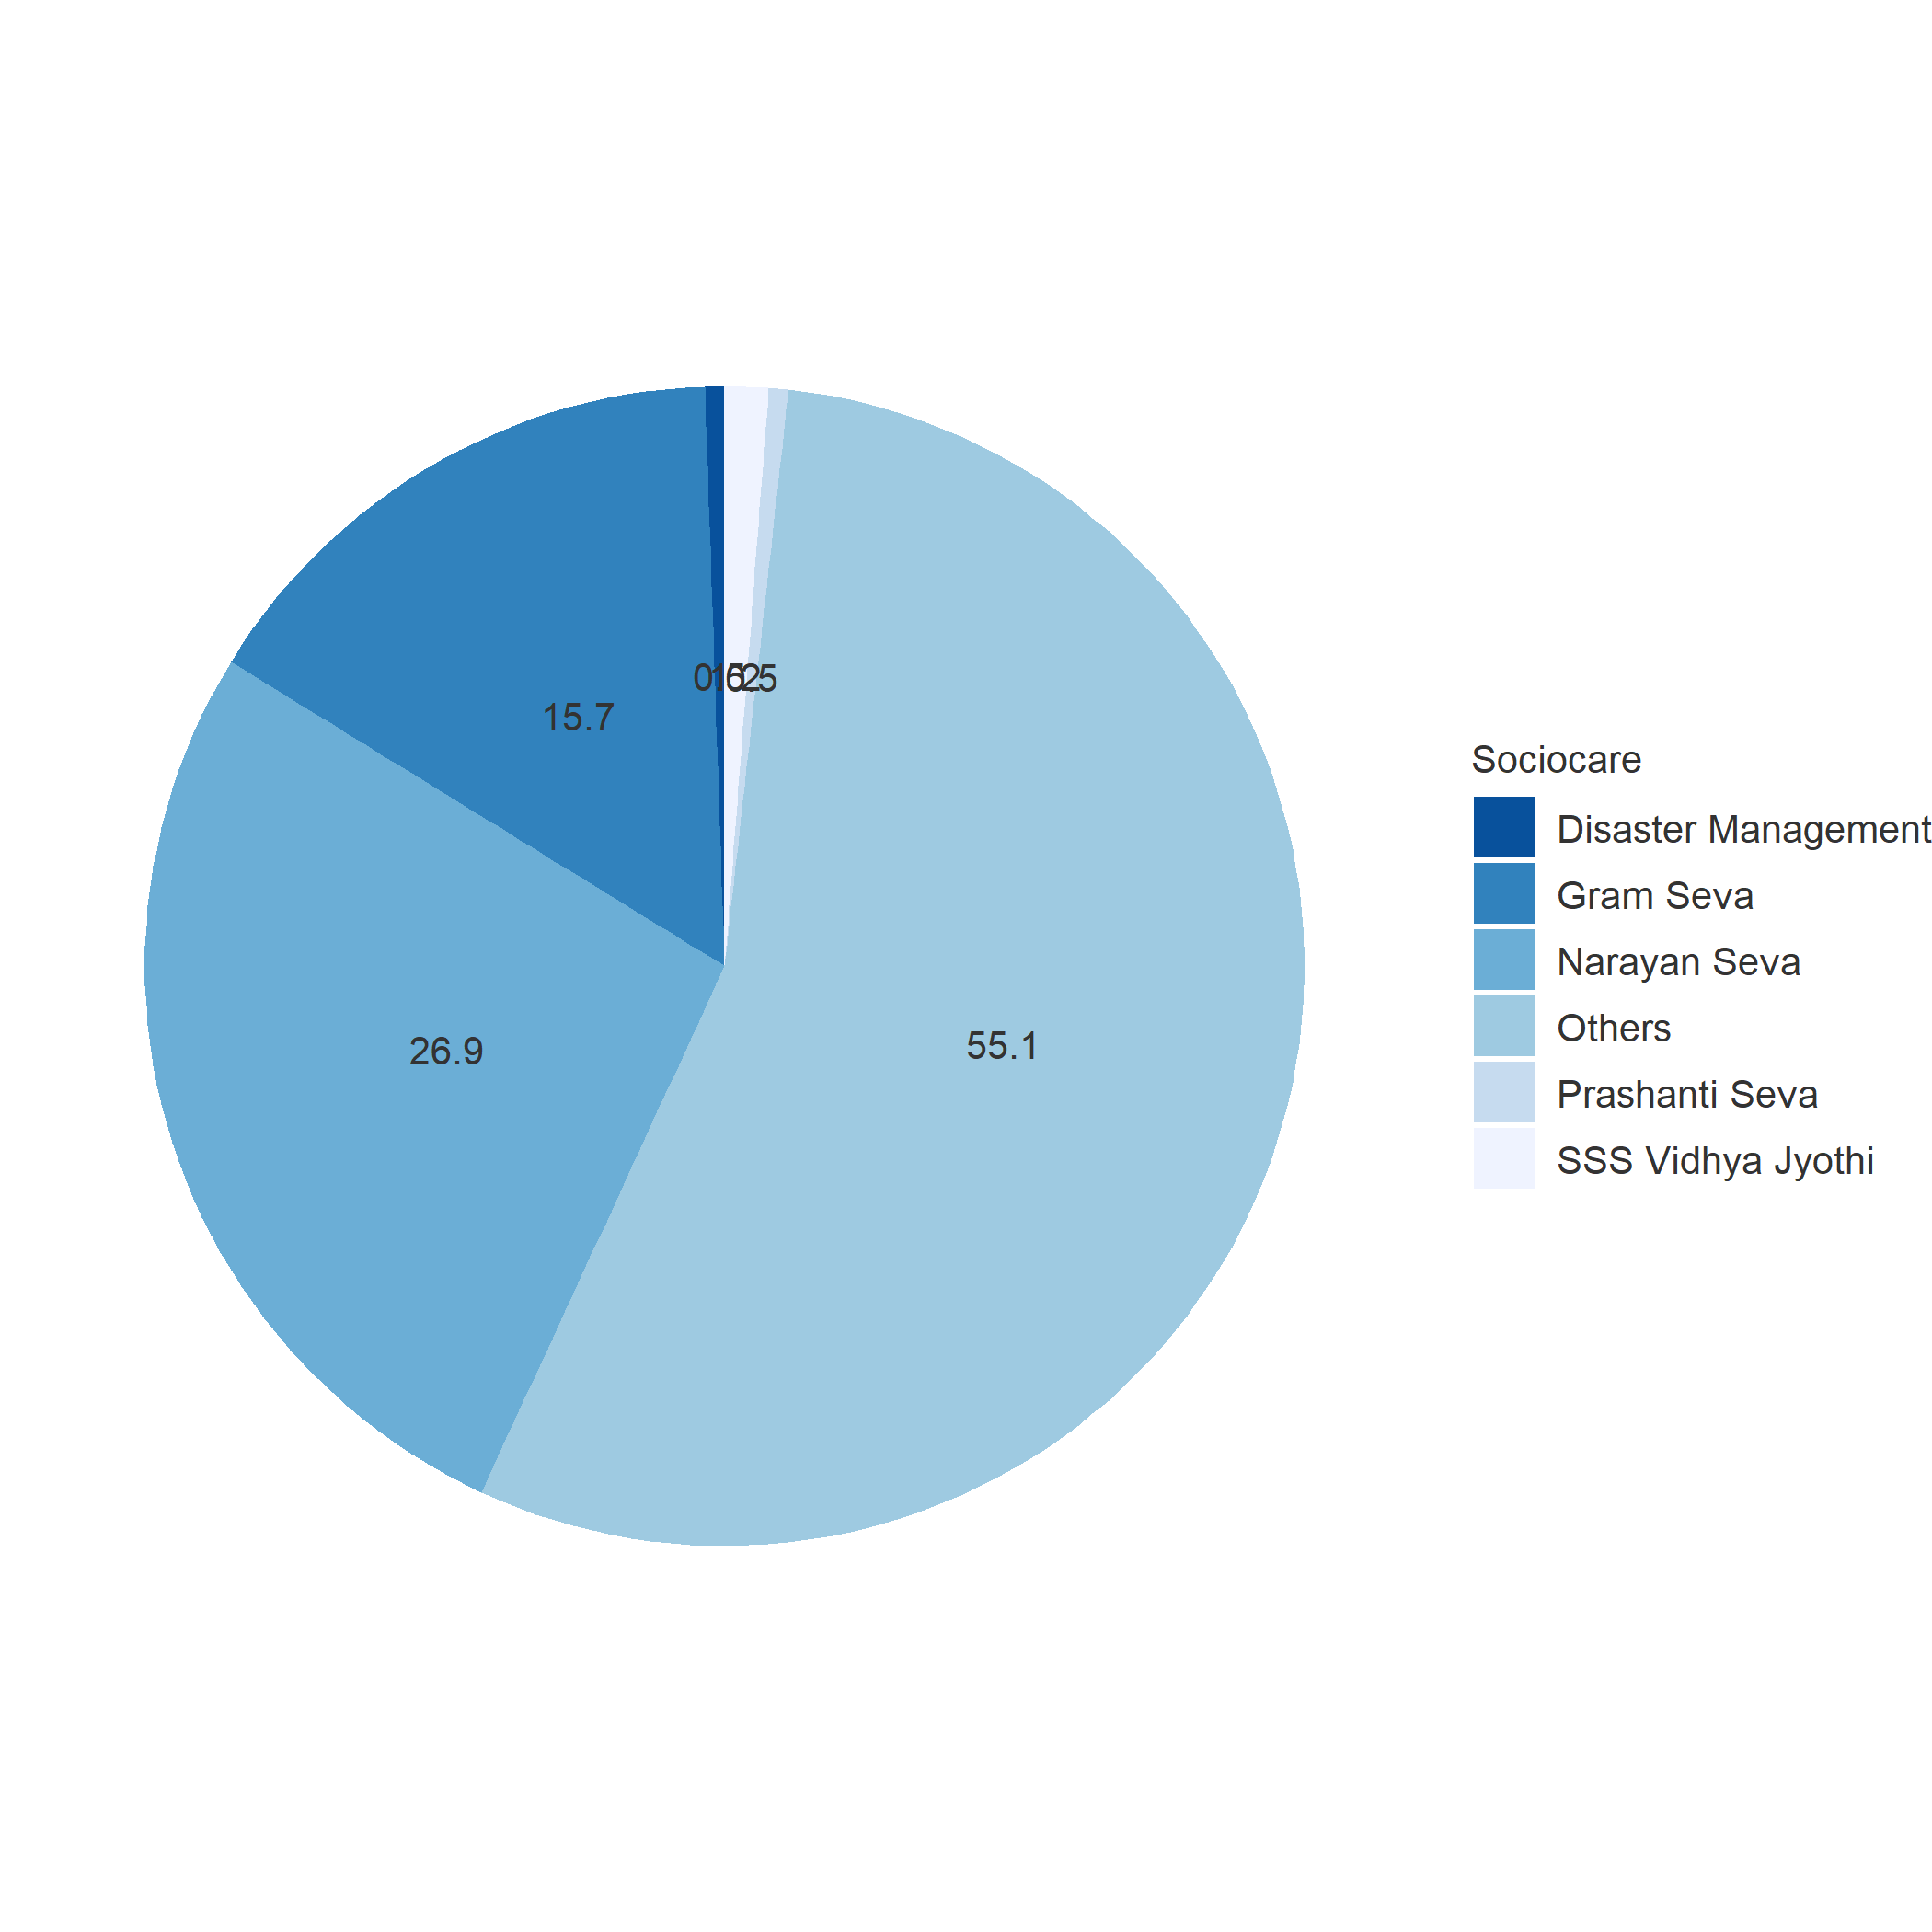 15.7
26.9
55.1
Sociocare
Disaster Management
Gram Seva
Narayan Seva
Others
Prashanti Seva
SSS Vidhya Jyothi